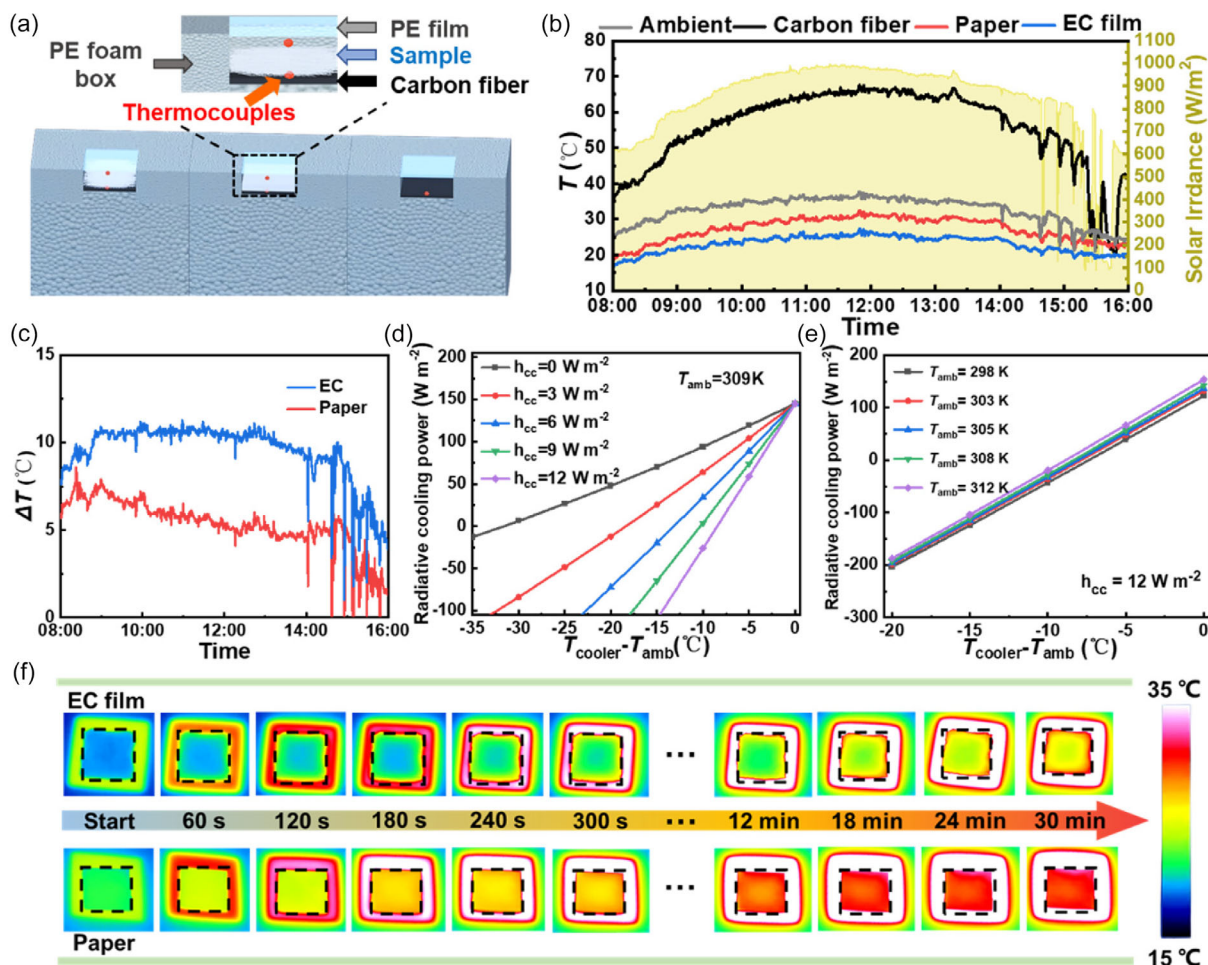 (a)
PE film
PE foam
box
Sample
Carbon fiber
Thermocouples
(b)
Ambient
Carbon fiber
Paper
EC film
80
70
60
50
40
30
20
10
T (℃)
1100
1000
900
800
700
600
500
400
300
200
100
0
Solar Irrdance (W/m²)
08:00 09:00 10:00 11:00 12:00 13:00 14:00 15:00 16:00
Time
(c)
15
10
5
0
ΔT (℃)
EC
Paper
08:00 10:00 12:00 14:00 16:00
Time
(d)
200
150
100
50
0
-50
-100
Radiative cooling power (W m⁻²)
h_cc=0 W m⁻²
h_cc=3 W m⁻²
h_cc=6 W m⁻²
h_cc=9 W m⁻²
h_cc=12 W m⁻²
T_amb=309K
-35 -30 -25 -20 -15 -10 -5 0
T_cooler-T_amb(℃)
(e)
200
100
0
-100
-200
-300
Radiative cooling power (W m⁻²)
T_amb= 298 K
T_amb= 303 K
T_amb= 305 K
T_amb= 308 K
T_amb= 312 K
h_cc = 12 W m⁻²
-20 -15 -10 -5 0
T_cooler-T_amb (℃)
(f)
EC film
Start 60 s 120 s 180 s 240 s 300 s ··· 12 min 18 min 24 min 30 min
Paper
35 ℃
15 ℃